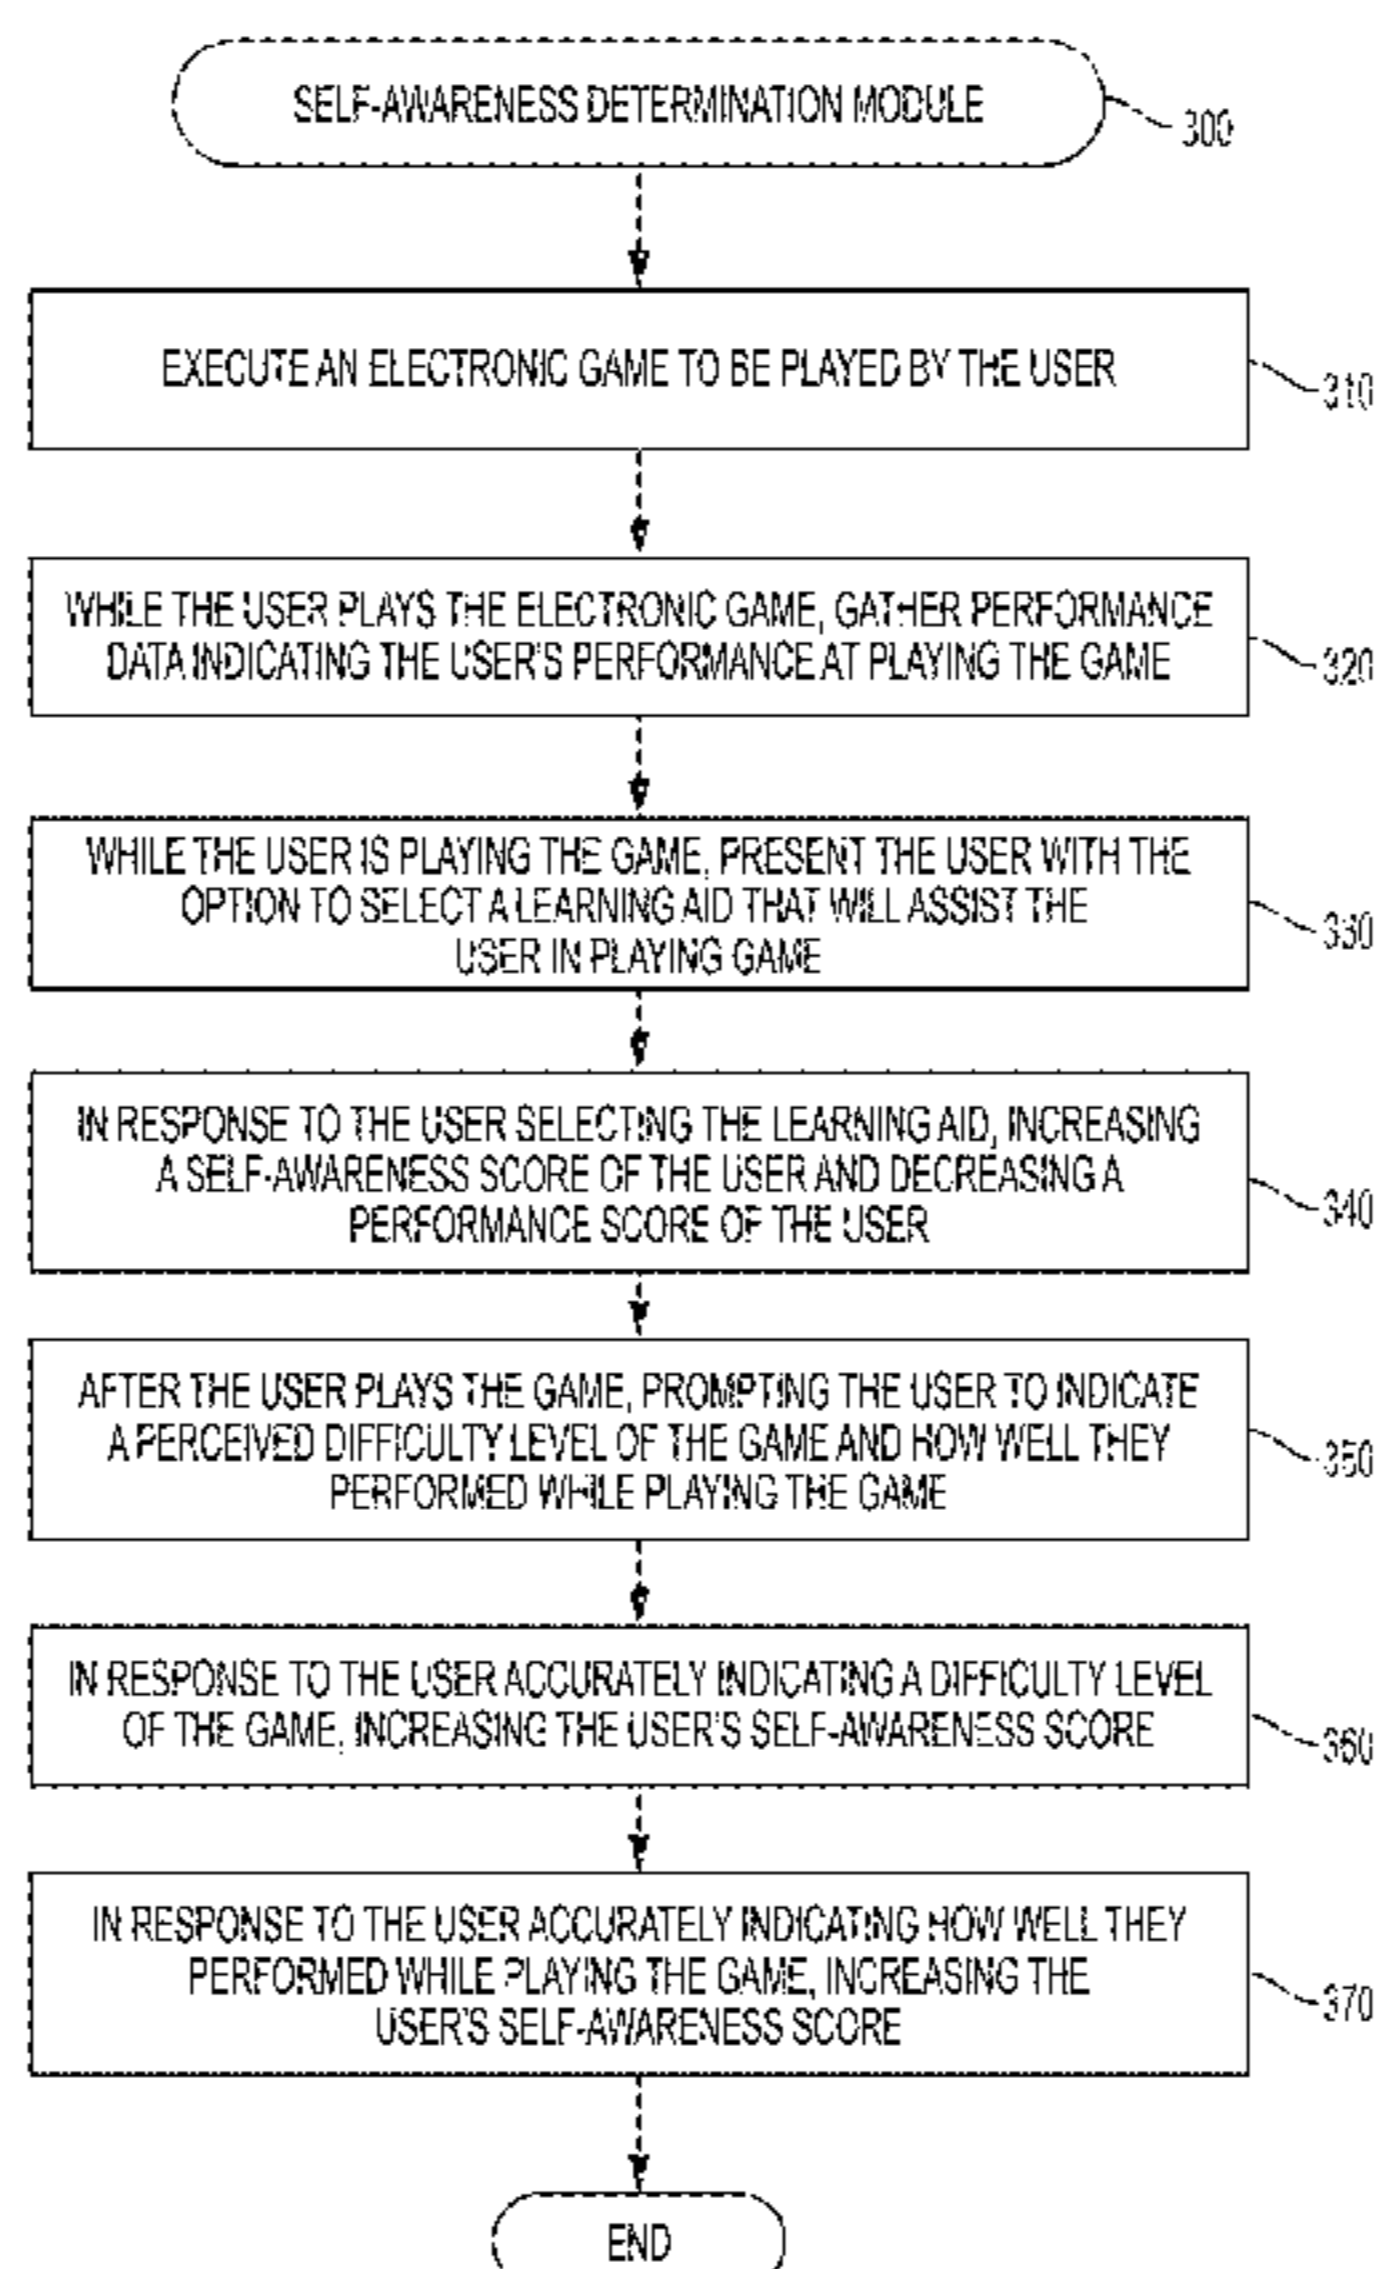 SELF-AWARENESS DETERMINATION MODULE
300
EXECUTE AN ELECTRONIC GAME TO BE PLAYED BY THE USER
310
WHILE THE USER PLAYS THE ELECTRONIC GAME, GATHER PERFORMANCE
DATA INDICATING THE USER'S PERFORMANCE AT PLAYING THE GAME
320
WHILE THE USER IS PLAYING THE GAME, PRESENT THE USER WITH THE
OPTION TO SELECT A LEARNING AID THAT WILL ASSIST THE
USER IN PLAYING GAME
330
IN RESPONSE TO THE USER SELECTING THE LEARNING AID, INCREASING
A SELF-AWARENESS SCORE OF THE USER AND DECREASING A
PERFORMANCE SCORE OF THE USER
340
AFTER THE USER PLAYS THE GAME, PROMPTING THE USER TO INDICATE
A PERCEIVED DIFFICULTY LEVEL OF THE GAME AND HOW WELL THEY
PERFORMED WHILE PLAYING THE GAME
350
IN RESPONSE TO THE USER ACCURATELY INDICATING A DIFFICULTY LEVEL
OF THE GAME, INCREASING THE USER'S SELF-AWARENESS SCORE
360
IN RESPONSE TO THE USER ACCURATELY INDICATING HOW WELL THEY
PERFORMED WHILE PLAYING THE GAME, INCREASING THE
USER'S SELF-AWARENESS SCORE
370
END